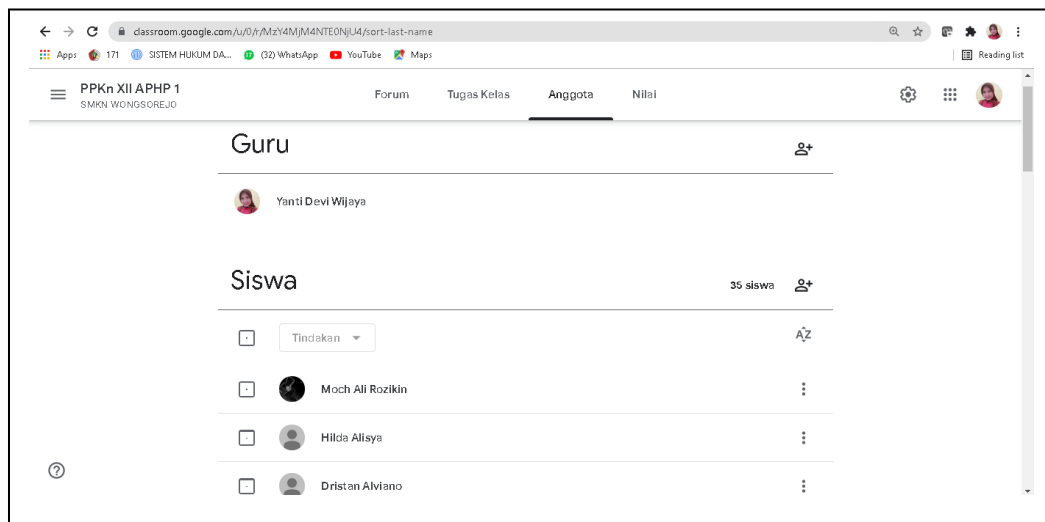 classroom.google.com/u/0/r/MzY4MjM4NTE0NjU4/sort-last-name
Apps 171 SISTEM HUKUM DA... (32) WhatsApp YouTube Maps Reading list
PPKn XII APHP 1
SMKN WONGSOREJO
Forum Tugas Kelas Anggota Nilai
Guru
Yanti Devi Wijaya
Siswa 35 siswa
Tindakan AZ
Moch Ali Rozikin
Hilda Alisya
Dristan Alviano